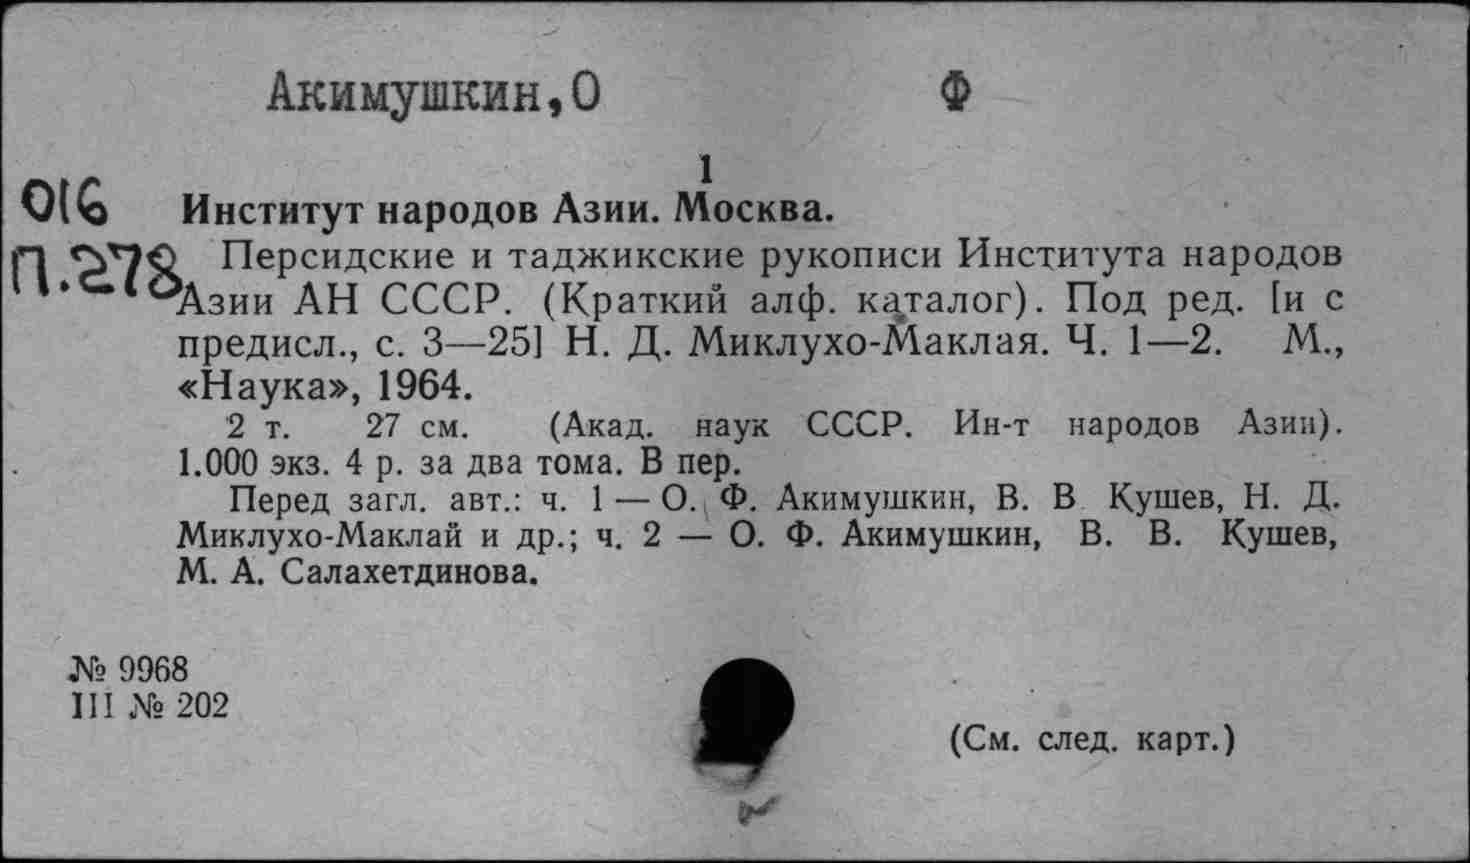 Акимушкин,О Ф
1
016 Институт народов Азии. Москва.
П.278 Персидские и таджикские рукописи Института народов
Азии АН СССР. (Краткий алф. каталог). Под ред. [и с
предисл., с. 3—25] Н. Д. Миклухо-Маклая. Ч. 1—2. М.,
«Наука», 1964.
2 т. 27 см. (Акад. наук СССР. Ин-т народов Азии).
1.000 экз. 4 р. за два тома. В пер.
Перед загл. авт.: ч. 1 — О. Ф. Акимушкин, В. В Кушев, Н. Д.
Миклухо-Маклай и др.; ч. 2 — О. Ф. Акимушкин, В. В. Кушев,
М. А. Салахетдинова.
№ 9968
III № 202
(См. след. карт.)